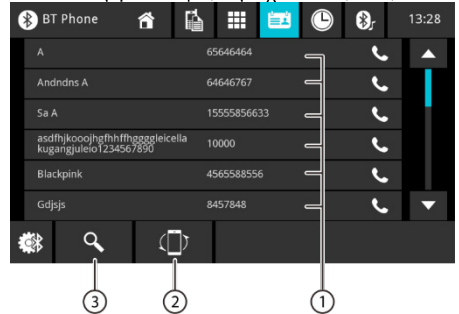 BT Phone
13:28
A 65646464
Andndns A 64646767
Sa A 15555856633
asdfhjkooojhgfhhffhggggleicella
kugangjuleio1234567890 10000
Blackpink 4565588556
Gdjsjs 8457848
3 2 1